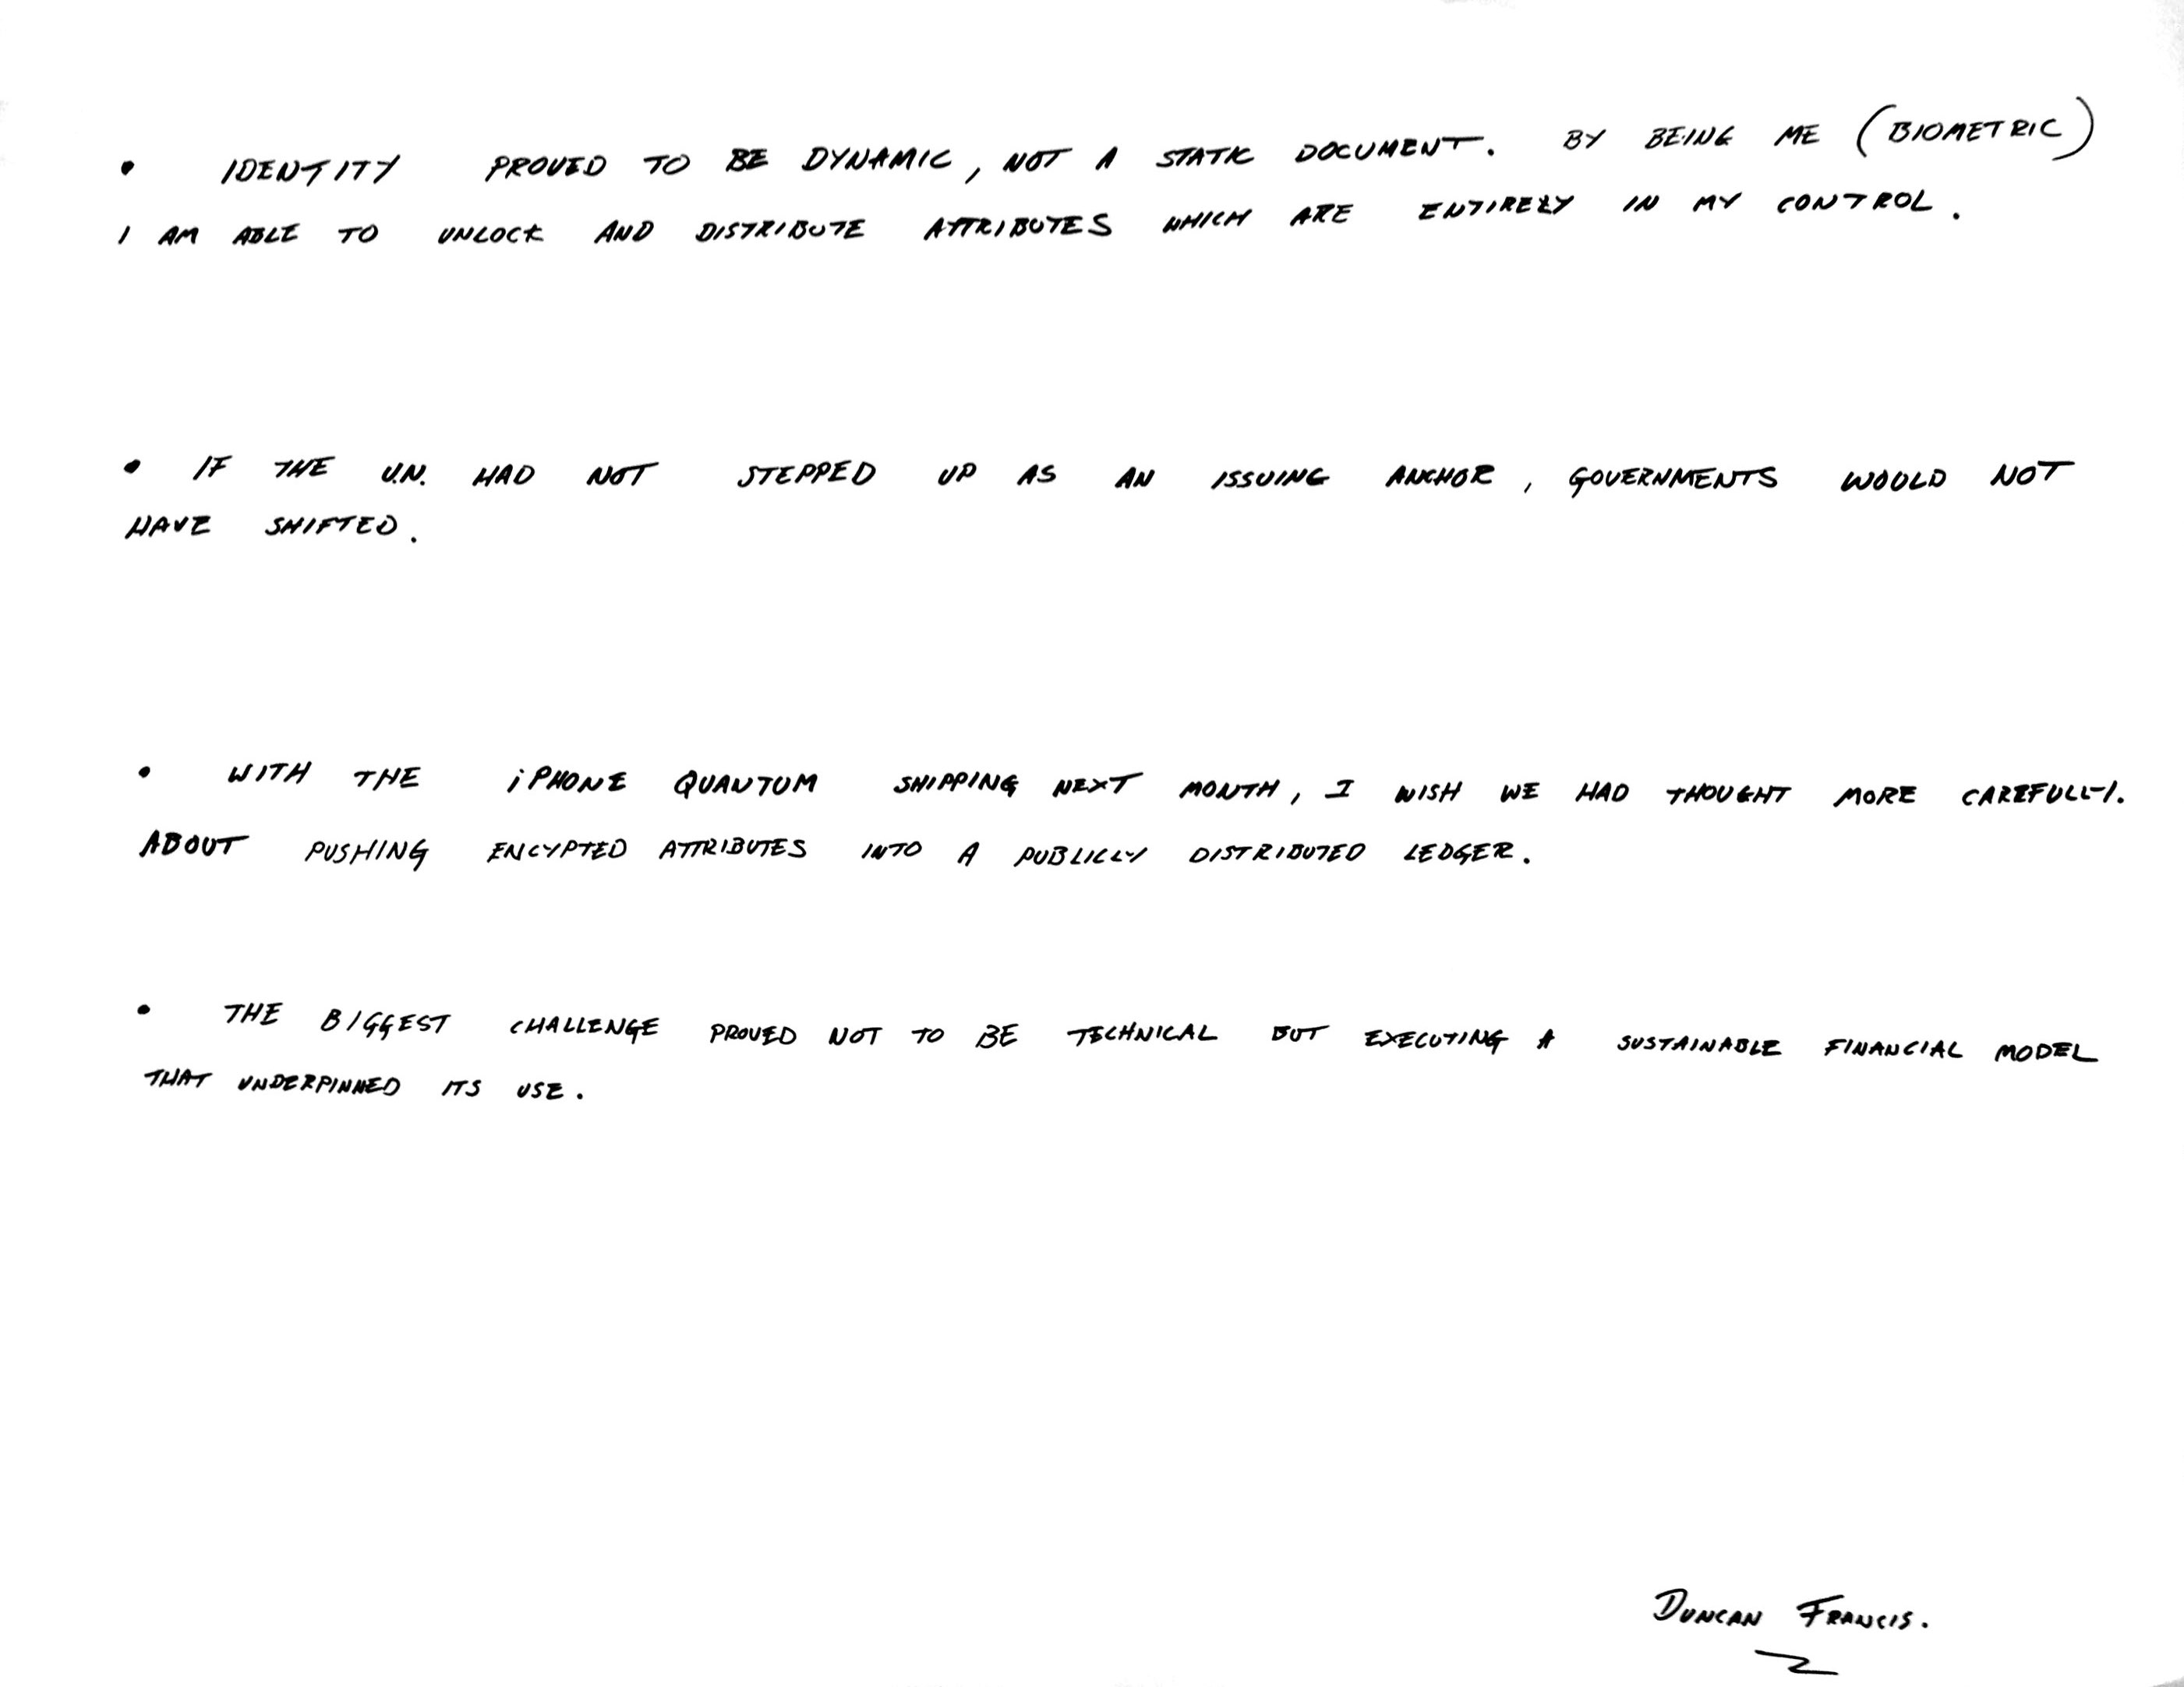 • IDENTITY PROVED TO BE DYNAMIC, NOT A STATIC DOCUMENT. BY BEING ME (BIOMETRIC)
I AM ABLE TO UNLOCK AND DISTRIBUTE ATTRIBUTES WHICH ARE ENTIRELY IN MY CONTROL.
• IF THE U.N. HAD NOT STEPPED UP AS AN ISSUING ANCHOR, GOVERNMENTS WOULD NOT
HAVE SHIFTED.
• WITH THE iPHONE QUANTUM SHIPPING NEXT MONTH, I WISH WE HAD THOUGHT MORE CAREFULLY.
ABOUT PUSHING ENCYPTED ATTRIBUTES INTO A PUBLICLY DISTRIBUTED LEDGER.
• THE BIGGEST CHALLENGE PROVED NOT TO BE TECHNICAL BUT EXECUTING A SUSTAINABLE FINANCIAL MODEL
THAT UNDERPINNED ITS USE.
DUNCAN FRANCIS.